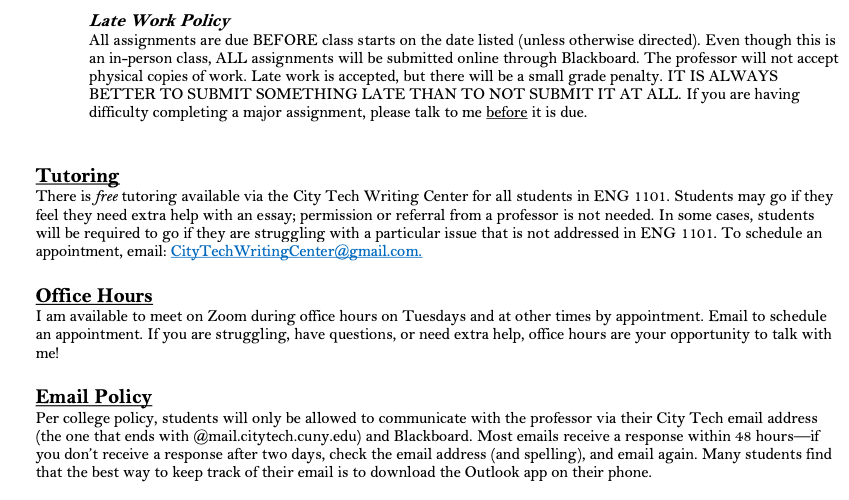 Late Work Policy
All assignments are due BEFORE class starts on the date listed (unless otherwise directed). Even though this is
an in-person class, ALL assignments will be submitted online through Blackboard. The professor will not accept
physical copies of work. Late work is accepted, but there will be a small grade penalty. IT IS ALWAYS
BETTER TO SUBMIT SOMETHING LATE THAN TO NOT SUBMIT IT AT ALL. If you are having
difficulty completing a major assignment, please talk to me before it is due.
Tutoring
There is free tutoring available via the City Tech Writing Center for all students in ENG 1101. Students may go if they
feel they need extra help with an essay; permission or referral from a professor is not needed. In some cases, students
will be required to go if they are struggling with a particular issue that is not addressed in ENG 1101. To schedule an
appointment, email: CityTechWritingCenter@gmail.com.
Office Hours
I am available to meet on Zoom during office hours on Tuesdays and at other times by appointment. Email to schedule
an appointment. If you are struggling, have questions, or need extra help, office hours are your opportunity to talk with
me!
Email Policy
Per college policy, students will only be allowed to communicate with the professor via their City Tech email address
(the one that ends with @mail.citytech.cuny.edu) and Blackboard. Most emails receive a response within 48 hours—if
you don't receive a response after two days, check the email address (and spelling), and email again. Many students find
that the best way to keep track of their email is to download the Outlook app on their phone.